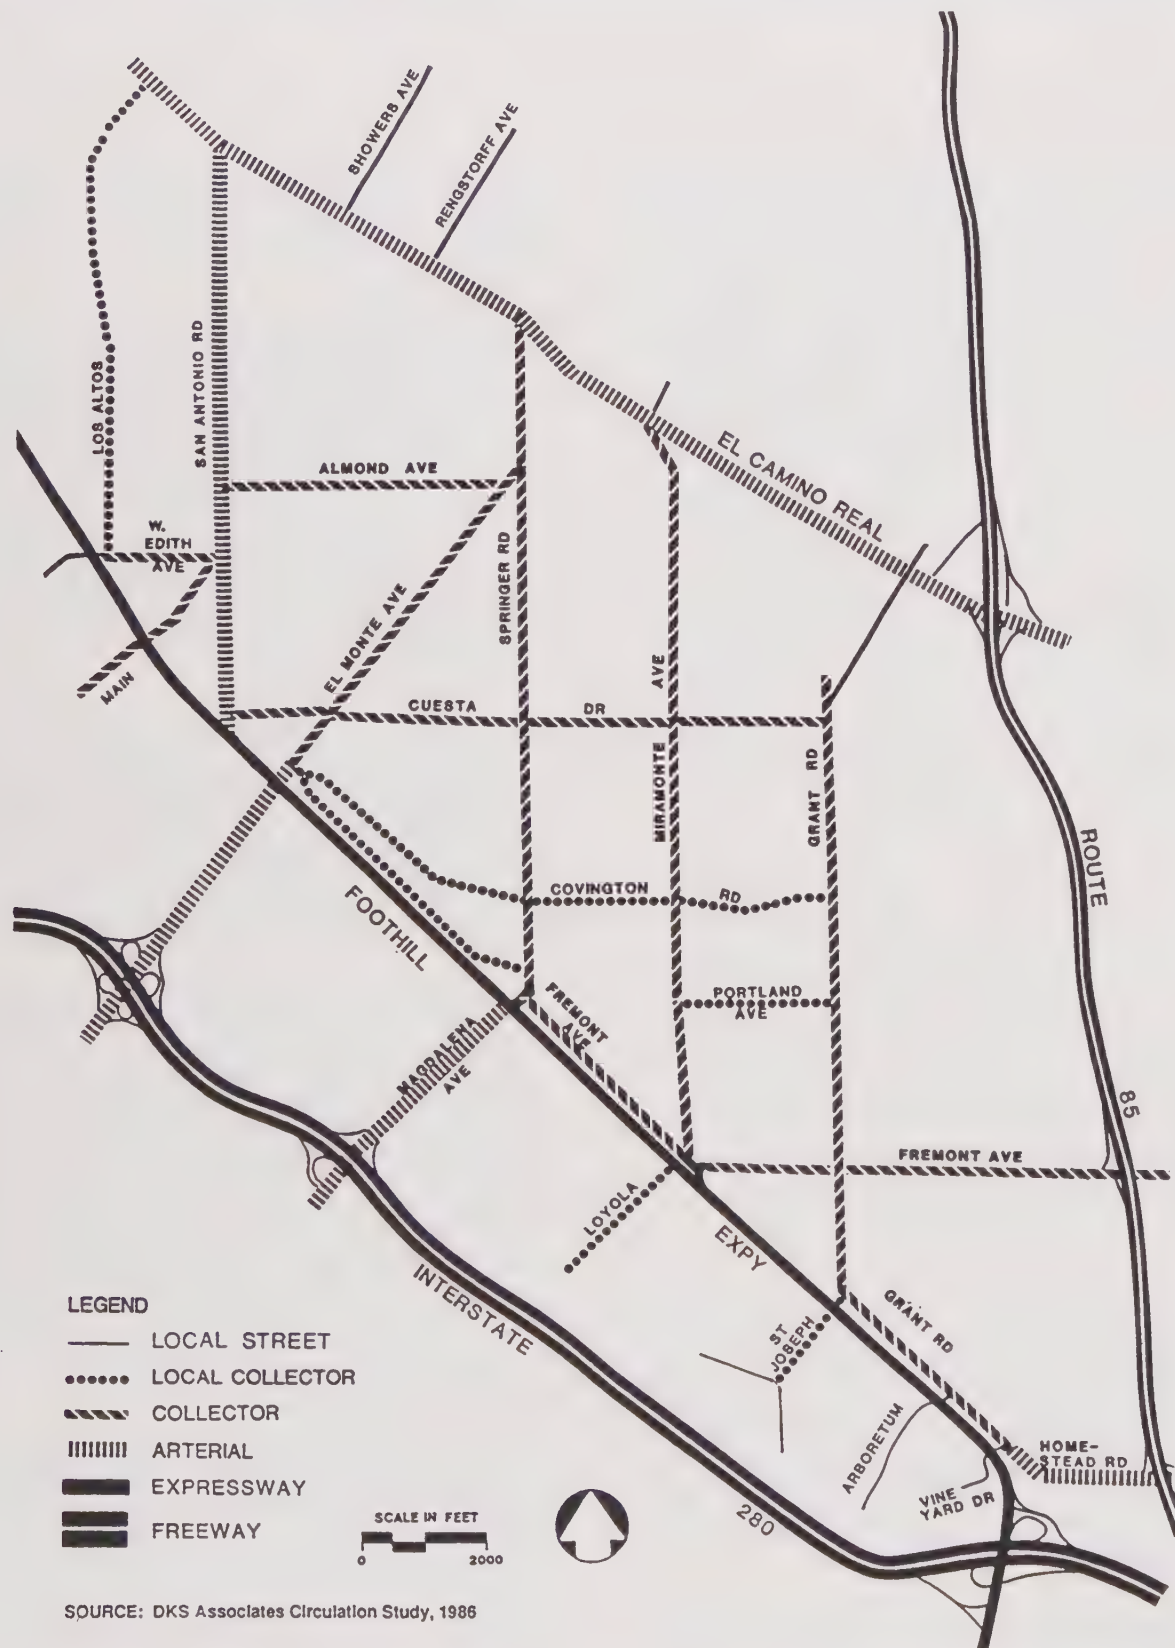 SHOWERS AVE
RENGSTORFF AVE
LOS ALTOS
SAN ANTONIO RD
ALMOND AVE
EL CAMINO REAL
W.
EDITH
AVE
SPRINGER RD
EL MONTE AVE
MAIN
CUESTA DR
MIRAMONTE AVE
GRANT RD
ROUTE
85
FOOTHILL
COVINGTON RD
PORTLAND
AVE
FREMONT
AVE
MAGDALENA
AVE
FREMONT AVE
LOYOLA
EXPY
INTERSTATE
280
GRANT RD
ST
JOSEPH
ARBORETUM
HOME-
STEAD RD
VINE
YARD DR
LEGEND
LOCAL STREET
LOCAL COLLECTOR
COLLECTOR
ARTERIAL
EXPRESSWAY
FREEWAY
SCALE IN FEET
0 2000
SOURCE: DKS Associates Circulation Study, 1986